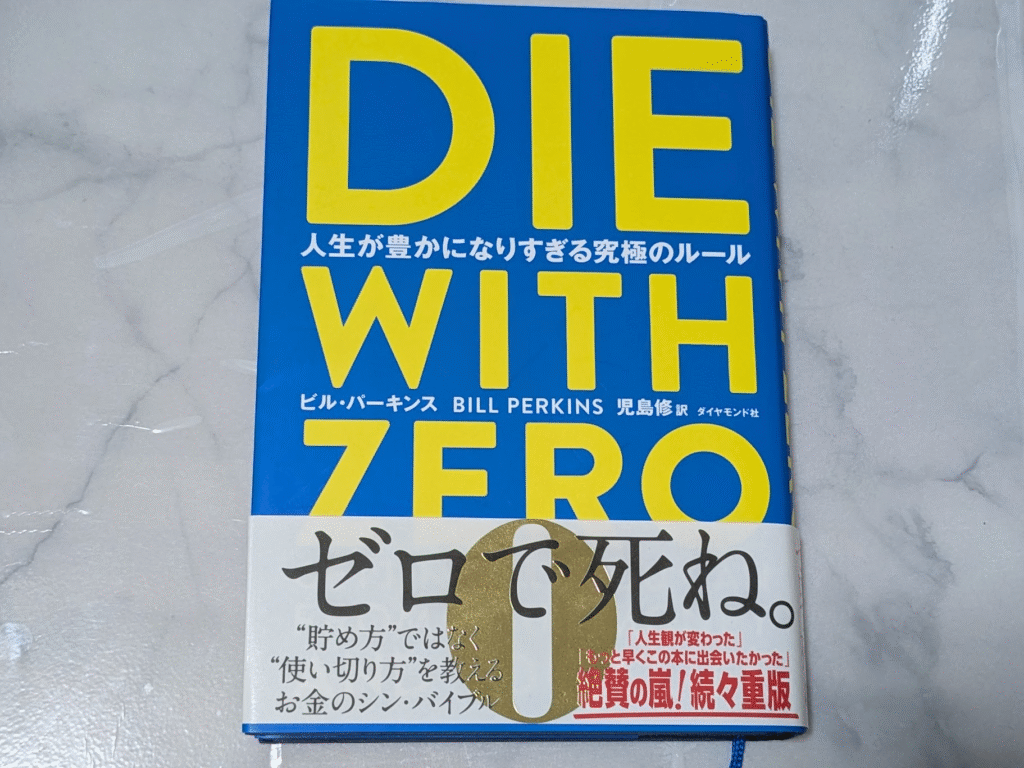 DIE
人生が豊かになりすぎる究極のルール
WITH
ビル・パーキンス BILL PERKINS 児島修 訳 ダイヤモンド社
ZERO
ゼロで死ね。
0
“貯め方”ではなく
“使い切り方”を教える
お金のシン・バイブル
「人生観が変わった」
「もっと早くこの本に出会いたかった」
絶賛の嵐！続々重版